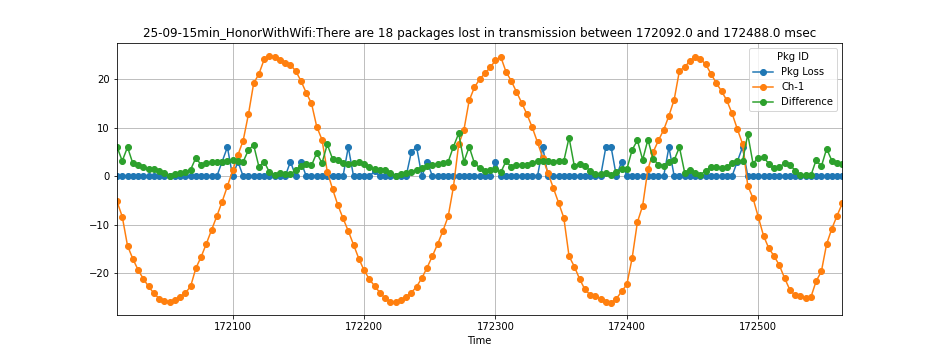 25-09-15min_HonorWithWifi:There are 18 packages lost in transmission between 172092.0 and 172488.0 msec
Pkg ID
Pkg Loss
Ch-1
Difference
20
10
0
−10
−20
172100 172200 172300 172400 172500
Time